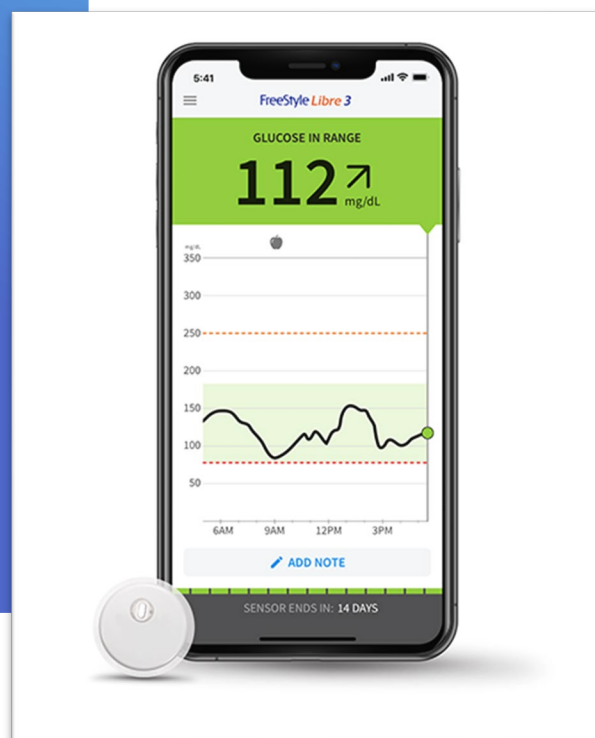 5:41
FreeStyle Libre 3
GLUCOSE IN RANGE
112
mg/dL
mg/dL
350
300
250
200
150
100
50
6AM 9AM 12PM 3PM
ADD NOTE
SENSOR ENDS IN: 14 DAYS